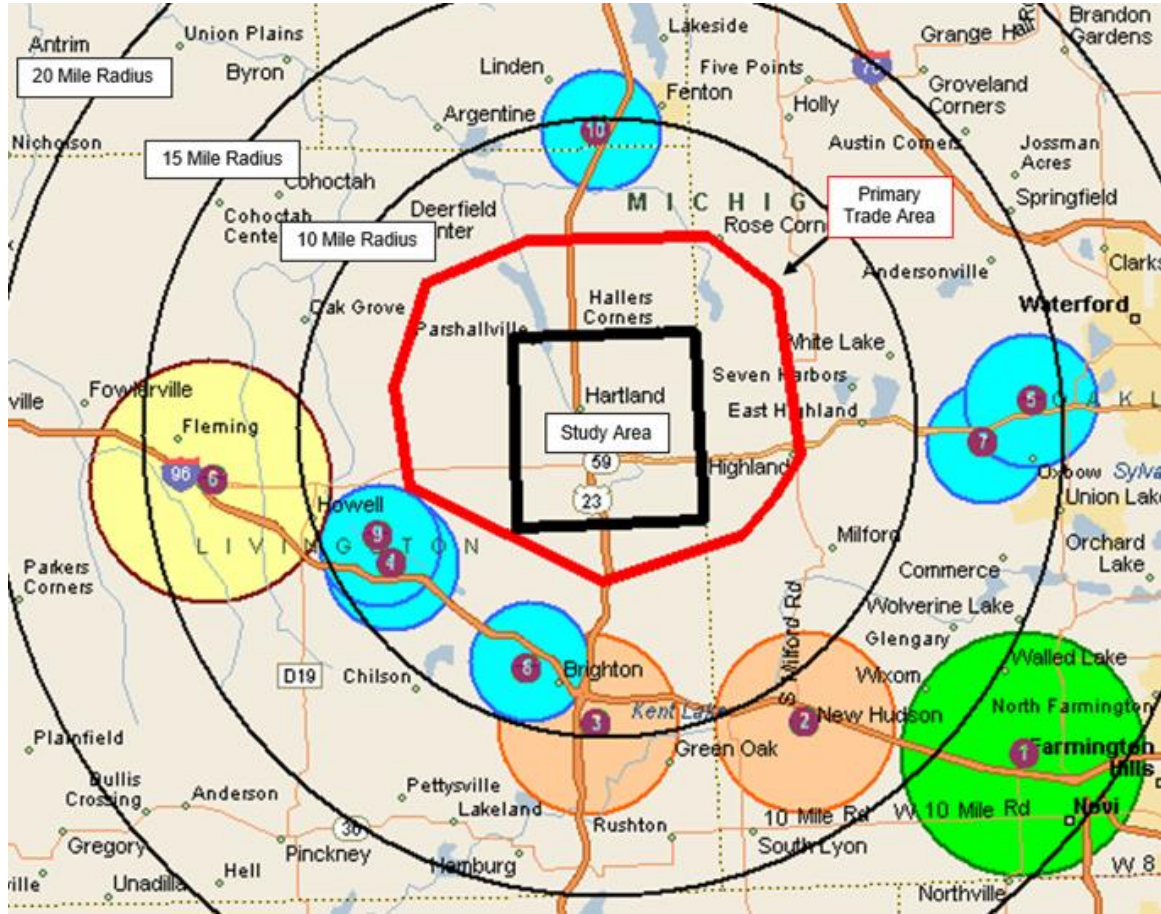 Antrim
Union Plains
Byron
20 Mile Radius
Linden
Lakeside
Five Points
Fenton
Holly
Grange
Brandon
Gardens
Groveland
Corners
Argentine
10
Austin Corners
Jossman
Acres
Springfield
Nicholson
15 Mile Radius
Cohoctah
Cohoctah
Deerfield
10 Mile Radius
MICHIG
Rose Corn
Primary
Trade Area
Andersonville
Clarks
Waterford
Oak Grove
Parshallville
Hallers
Corners
White Lake
Seven Harbors
East Highland
Hartland
Study Area
59
23
Highland
5
7
OAKL
Oxbow
Sylva
Union Lake
Orchard
Lake
ville
Fowlerville
Fleming
96
6
Howell
9
4
LIVINGSTON
Parkers
Corners
Milford
Commerce
Wolverine Lake
Glengary
Wixom
Walled Lake
North Farmington
S Milford Rd
D19
Chilson
8
Brighton
3
Kent Lake
2
New Hudson
1
Farmington
Hills
Green Oak
Novi
Plainfield
Bullis
Crossing
Anderson
Pettysville
Lakeland
Rushton
10 Mile Rd
W 10 Mile Rd
South Lyon
Gregory
36
Pinckney
Hamburg
Hell
Unadilla
ville
Northville
W 8